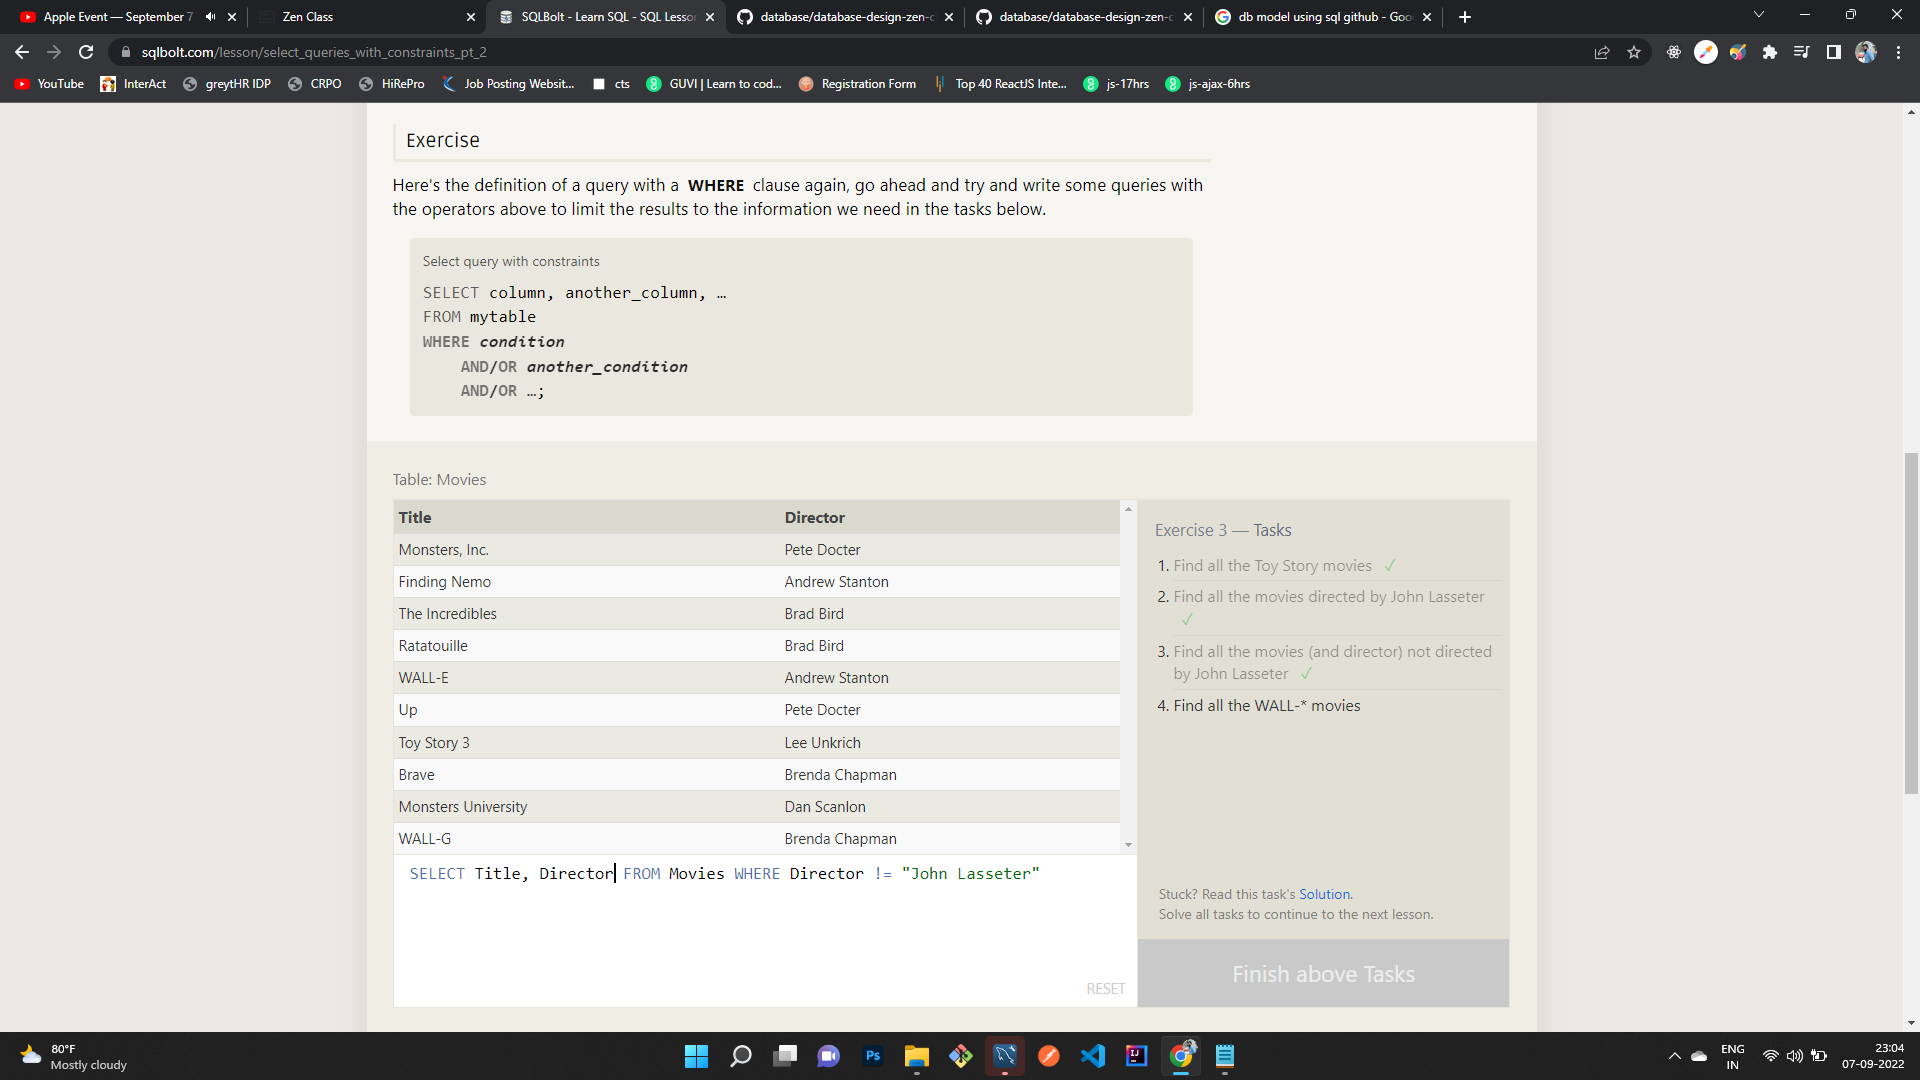 Apple Event — September 7
Zen Class
SQLBolt - Learn SQL - SQL Lesso
database/database-design-zen-c
database/database-design-zen-c
db model using sql github - Goo
sqlbolt.com/lesson/select_queries_with_constraints_pt_2
YouTube
InterAct
greytHR IDP
CRPO
HiRePro
Job Posting Websit...
cts
GUVI | Learn to cod...
Registration Form
Top 40 ReactJS Inte...
js-17hrs
js-ajax-6hrs
Exercise
Here's the definition of a query with a WHERE clause again, go ahead and try and write some queries with
the operators above to limit the results to the information we need in the tasks below.
Select query with constraints
SELECT column, another_column, …
FROM mytable
WHERE condition
AND/OR another_condition
AND/OR …;
Table: Movies
Title Director
Monsters, Inc. Pete Docter
Finding Nemo Andrew Stanton
The Incredibles Brad Bird
Ratatouille Brad Bird
WALL-E Andrew Stanton
Up Pete Docter
Toy Story 3 Lee Unkrich
Brave Brenda Chapman
Monsters University Dan Scanlon
WALL-G Brenda Chapman
SELECT Title, Director FROM Movies WHERE Director != "John Lasseter"
RESET
Exercise 3 — Tasks
1. Find all the Toy Story movies ✓
2. Find all the movies directed by John Lasseter
✓
3. Find all the movies (and director) not directed
by John Lasseter ✓
4. Find all the WALL-* movies
Stuck? Read this task's Solution.
Solve all tasks to continue to the next lesson.
Finish above Tasks
80°F
Mostly cloudy
Ps
IJ
ENG
IN
23:04
07-09-2022